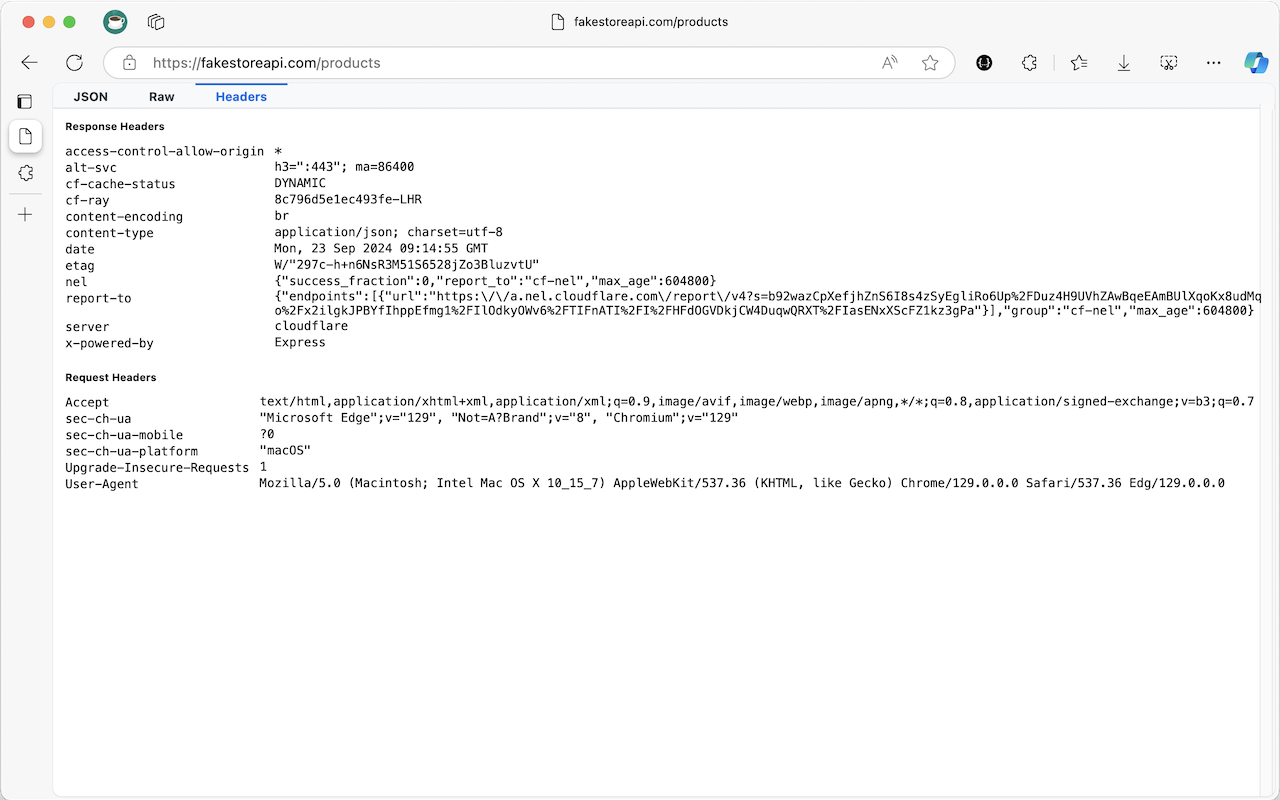 fakestoreapi.com/products
https://fakestoreapi.com/products
JSON Raw Headers
Response Headers
access-control-allow-origin *
alt-svc h3=":443"; ma=86400
cf-cache-status DYNAMIC
cf-ray 8c796d5e1ec493fe-LHR
content-encoding br
content-type application/json; charset=utf-8
date Mon, 23 Sep 2024 09:14:55 GMT
etag W/"297c-h+n6NsR3M51S6528jZo3BluzvtU"
nel {"success_fraction":0,"report_to":"cf-nel","max_age":604800}
report-to {"endpoints":[{"url":"https:\/\/a.nel.cloudflare.com\/report\/v4?s=b92wazCpXefjhZnS6I8s4zSyEgliRo6Up%2FDuz4H9UVhZAwBqeEAmBUlXqoKx8udMq
o%2Fx2ilgkJPBYfIhppEfmg1%2FIlOdkyOWv6%2FTIFnATI%2FI%2FHFdOGVDkjCW4DuqwQRXT%2FIasENxXScFZ1kz3gPa"}],"group":"cf-nel","max_age":604800}
server cloudflare
x-powered-by Express
Request Headers
Accept text/html,application/xhtml+xml,application/xml;q=0.9,image/avif,image/webp,image/apng,*/*;q=0.8,application/signed-exchange;v=b3;q=0.7
sec-ch-ua "Microsoft Edge";v="129", "Not=A?Brand";v="8", "Chromium";v="129"
sec-ch-ua-mobile ?0
sec-ch-ua-platform "macOS"
Upgrade-Insecure-Requests 1
User-Agent Mozilla/5.0 (Macintosh; Intel Mac OS X 10_15_7) AppleWebKit/537.36 (KHTML, like Gecko) Chrome/129.0.0.0 Safari/537.36 Edg/129.0.0.0